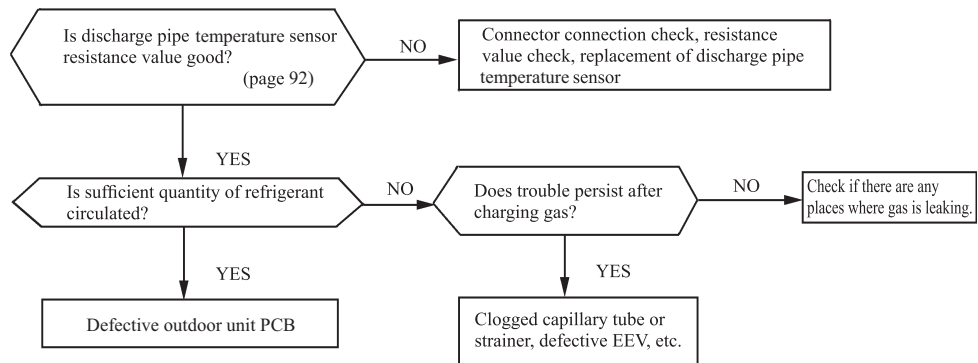 Is discharge pipe temperature sensor
resistance value good?
(page 92)
NO
Connector connection check, resistance
value check, replacement of discharge pipe
temperature sensor
YES
Is sufficient quantity of refrigerant
circulated?
NO
Does trouble persist after
charging gas?
NO
Check if there are any
places where gas is leaking.
YES
Defective outdoor unit PCB
YES
Clogged capillary tube or
strainer, defective EEV, etc.